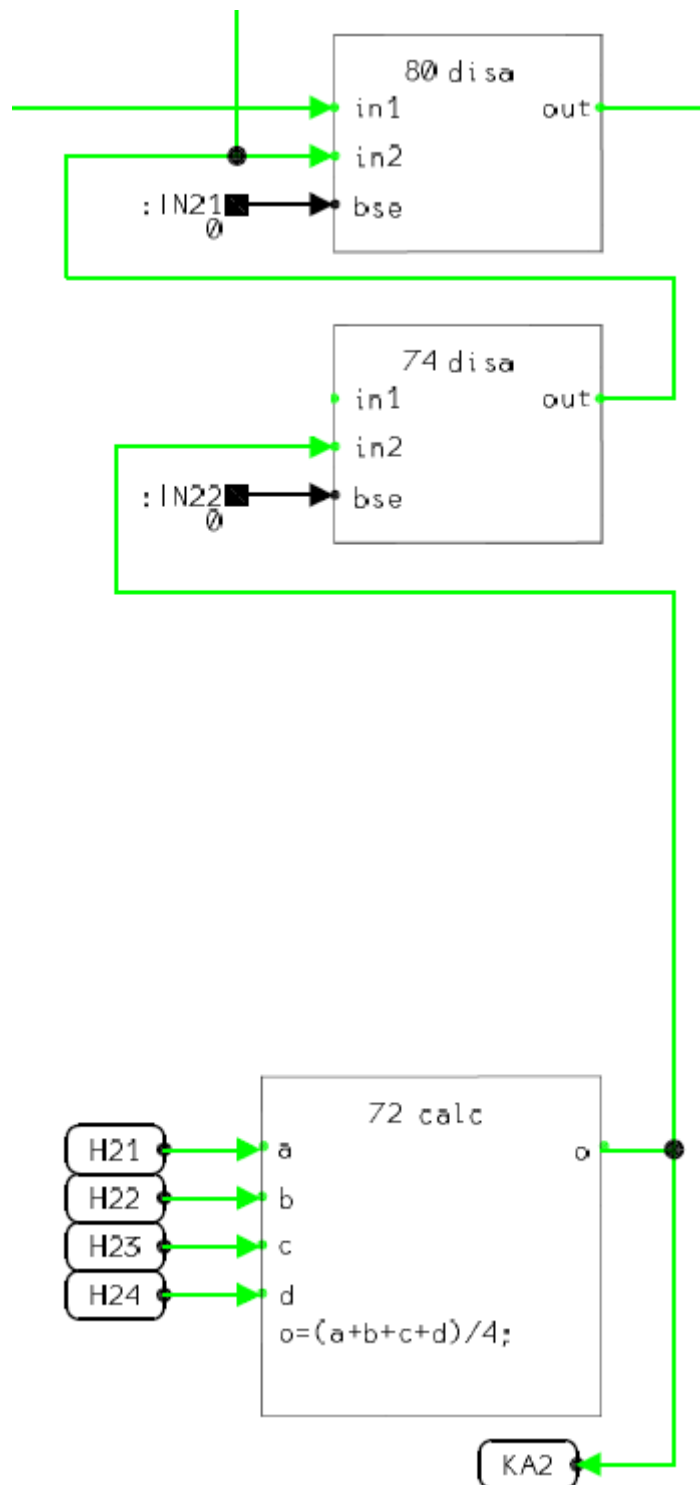 80 disa
in1 out
in2
:IN21 bse
0
74 disa
in1 out
in2
:IN22 bse
0
72 calc
H21 a o
H22 b
H23 c
H24 d
o=(a+b+c+d)/4;
KA2